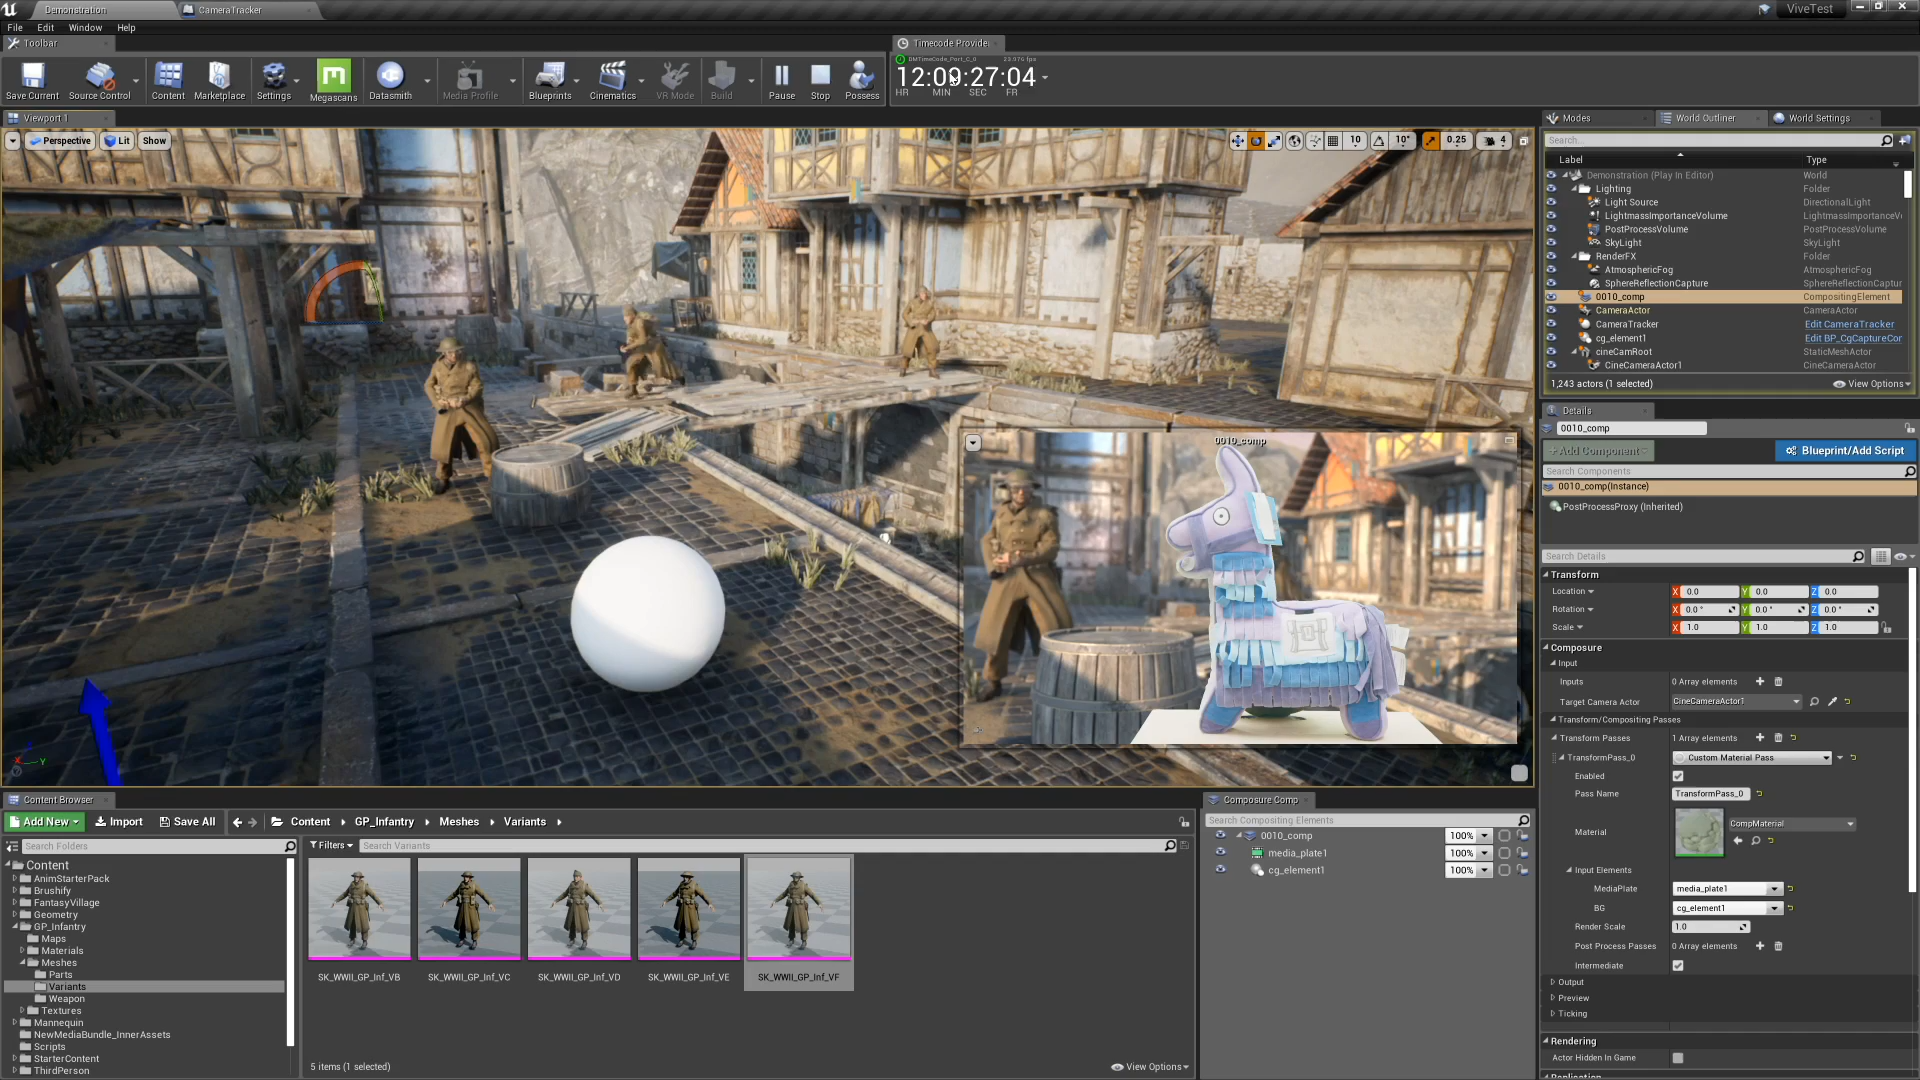 Demonstration
CameraTracker
ViveTest
File Edit Window Help
Toolbar
Timecode Provide
Save Current
Source Control
Content
Marketplace
Settings
Megascans
Datasmith
Media Profile
Blueprints
Cinematics
VR Mode
Build
Pause
Stop
Possess
DMTimeCode_Port_C_0 23.976 fps
12:09:27:04
HR MIN SEC FR
Viewport 1
Perspective Lit Show
10 10° 0.25 4
0010_comp
Modes World Outliner World Settings
Search...
Label Type
Demonstration (Play In Editor) World
Lighting Folder
Light Source DirectionalLight
LightmassImportanceVolume LightmassImportanceV
PostProcessVolume PostProcessVolume
SkyLight SkyLight
RenderFX Folder
AtmosphericFog AtmosphericFog
SphereReflectionCapture SphereReflectionCaptur
0010_comp CompositingElement
CameraActor CameraActor
CameraTracker Edit CameraTracker
cg_element1 Edit BP_CgCaptureCor
cineCamRoot StaticMeshActor
CineCameraActor1 CineCameraActor
1,243 actors (1 selected) View Options
Details
0010_comp
+Add Component Blueprint/Add Script
Search Components
0010_comp(Instance)
PostProcessProxy (Inherited)
Search Details
Transform
Location X 0.0 Y 0.0 Z 0.0
Rotation X 0.0 ° Y 0.0 ° Z 0.0 °
Scale X 1.0 Y 1.0 Z 1.0
Composure
Input
Inputs 0 Array elements
Target Camera Actor CineCameraActor1
Transform/Compositing Passes
Transform Passes 1 Array elements
TransformPass_0 Custom Material Pass
Enabled
Pass Name TransformPass_0
Material CompMaterial
Input Elements
MediaPlate media_plate1
BG cg_element1
Render Scale 1.0
Post Process Passes 0 Array elements
Intermediate
Output
Preview
Ticking
Rendering
Actor Hidden In Game
Replication
Content Browser
Add New Import Save All Content GP_Infantry Meshes Variants
Search Folders
Content
AnimStarterPack
Brushify
FantasyVillage
Geometry
GP_Infantry
Maps
Materials
Meshes
Parts
Variants
Weapon
Textures
Mannequin
NewMediaBundle_InnerAssets
Scripts
StarterContent
ThirdPerson
Filters Search Variants
SK_WWII_GP_Inf_VB SK_WWII_GP_Inf_VC SK_WWII_GP_Inf_VD SK_WWII_GP_Inf_VE SK_WWII_GP_Inf_VF
5 items (1 selected) View Options
Composure Comp
Search Compositing Elements
0010_comp 100%
media_plate1 100%
cg_element1 100%